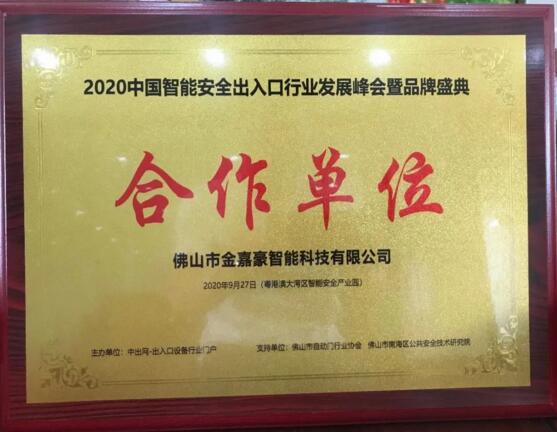 2020中国智能安全出入口行业发展峰会暨品牌盛典
合作单位
佛山市金嘉豪智能科技有限公司
2020年9月27日（粤港澳大湾区智能安全产业园）
主办单位：中出网-出入口设备行业门户 支持单位：佛山市自动门行业协会 佛山市南海区公共安全技术研究院